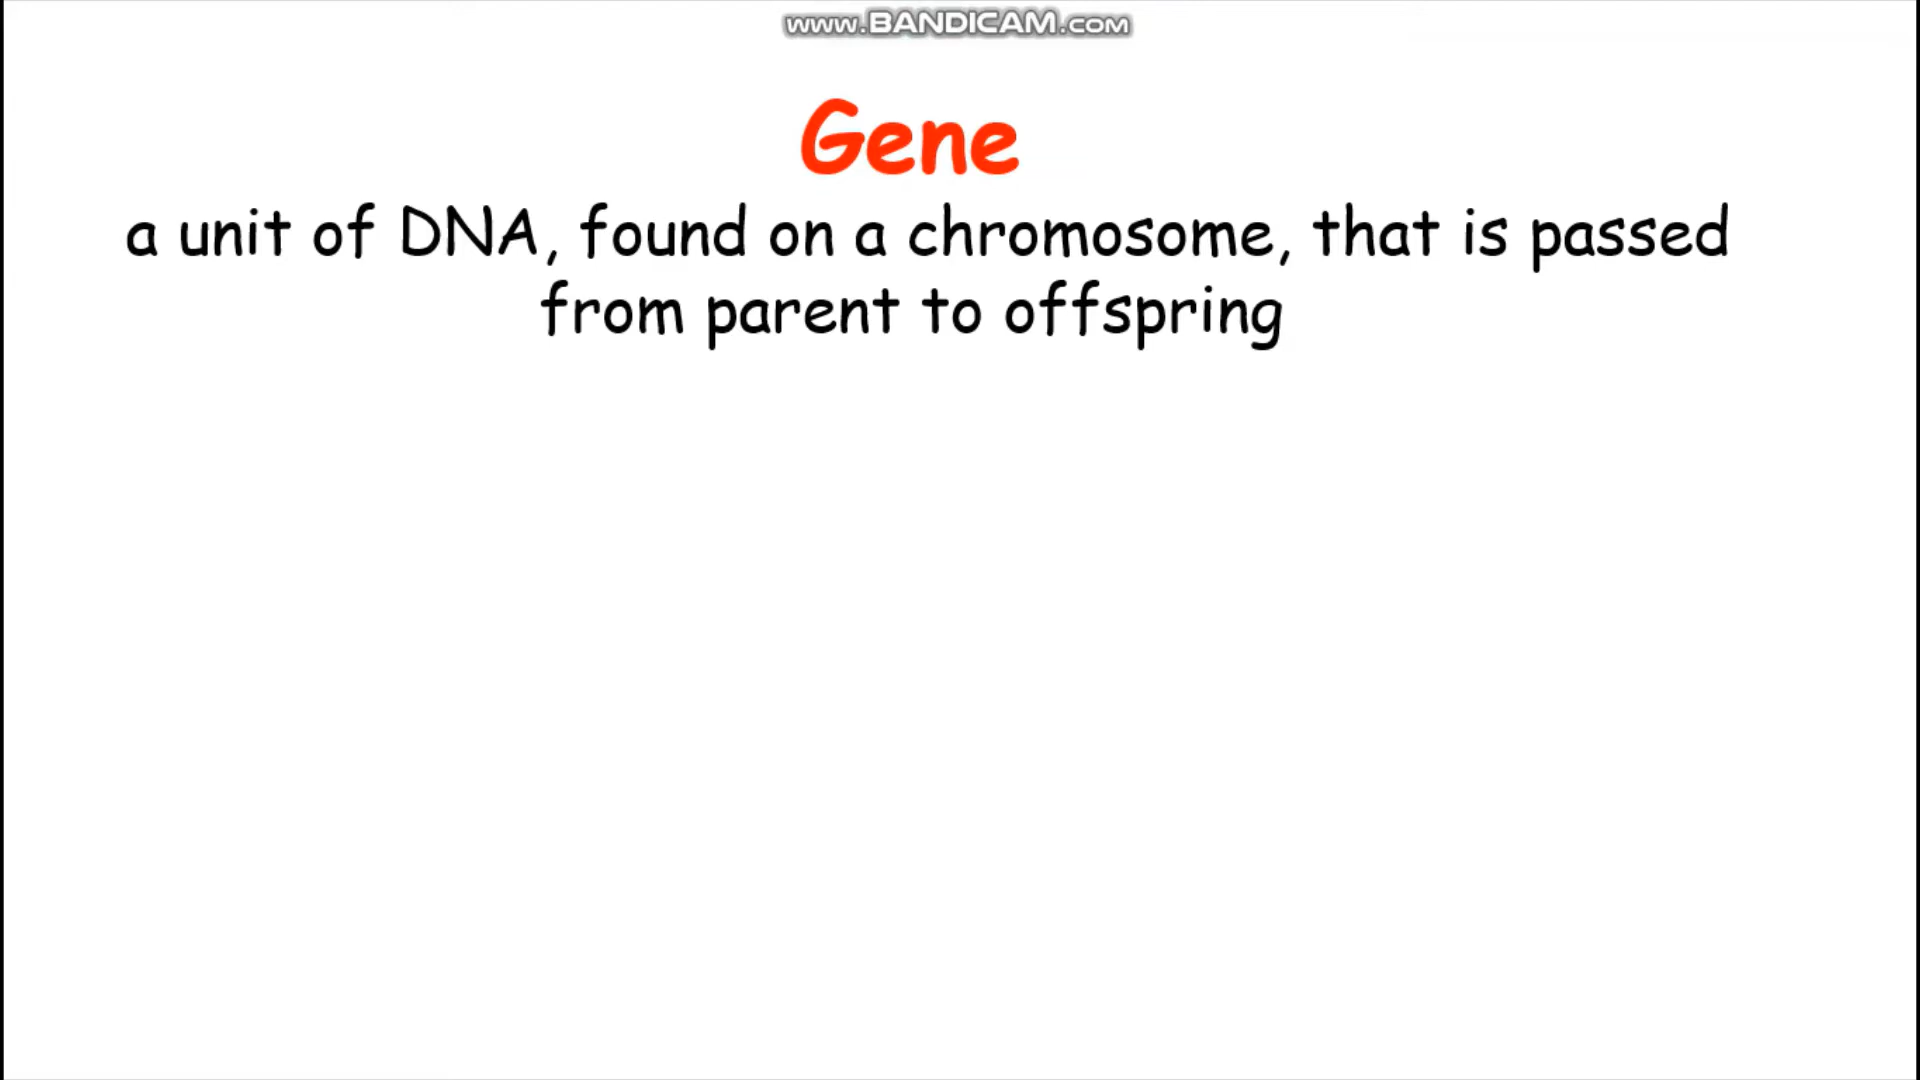 www.BANDICAM.com
Gene
a unit of DNA, found on a chromosome, that is passed
from parent to offspring